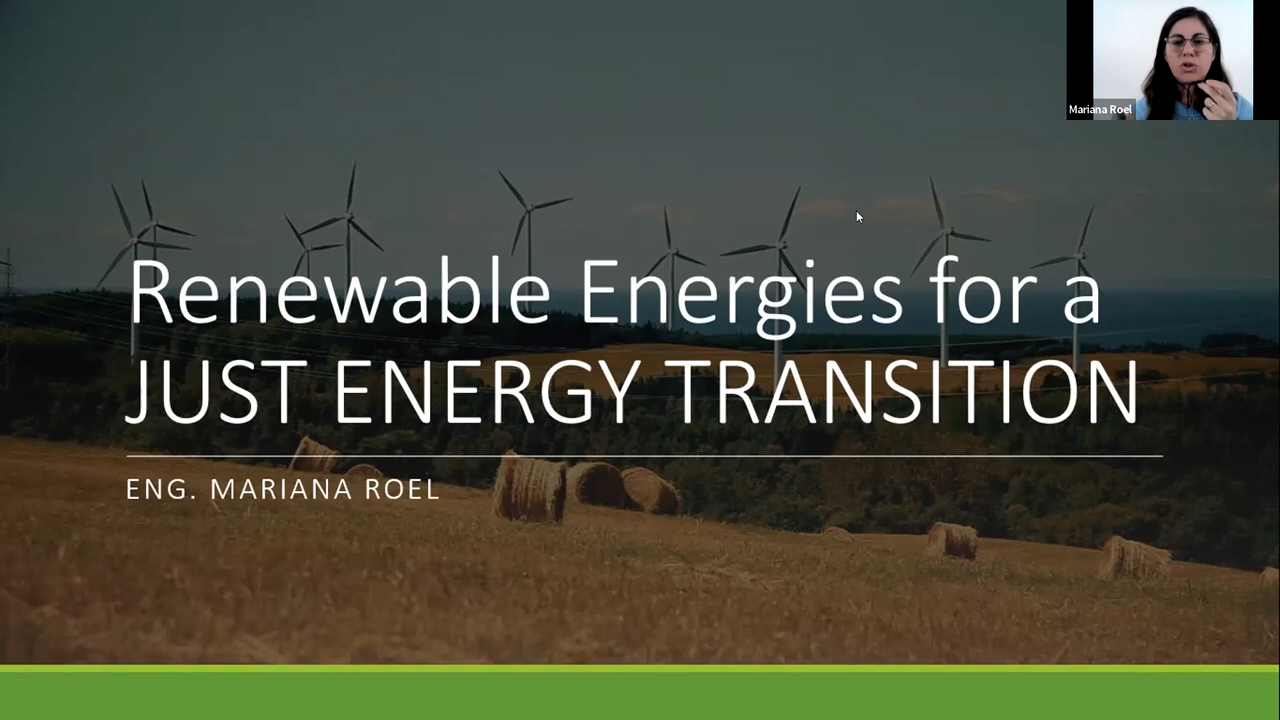 Mariana Roel
Renewable Energies for a
JUST ENERGY TRANSITION
ENG. MARIANA ROEL